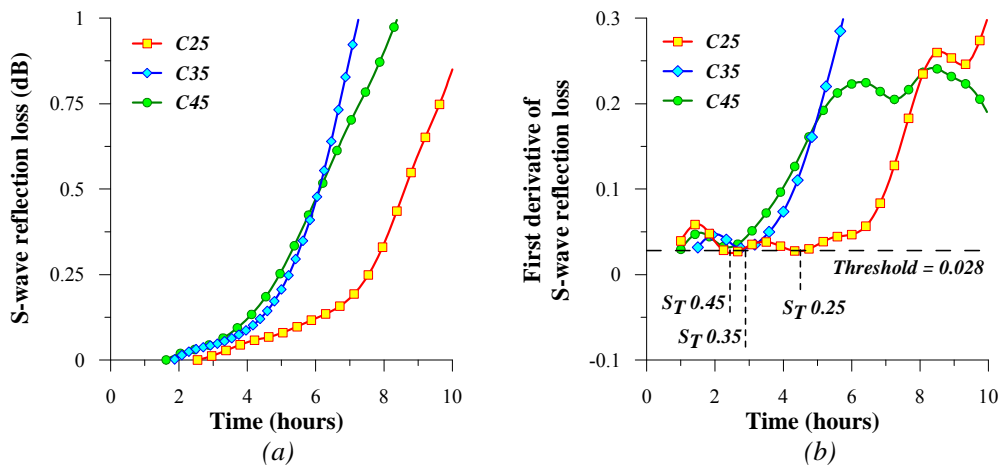 S-wave reflection loss (dB)
1
0.75
0.5
0.25
0
C25
C35
C45
0 2 4 6 8 10
Time (hours)
(a)
First derivative of
S-wave reflection loss
0.3
0.2
0.1
0
-0.1
C25
C35
C45
Threshold = 0.028
S_T 0.45
S_T 0.35
S_T 0.25
0 2 4 6 8 10
Time (hours)
(b)